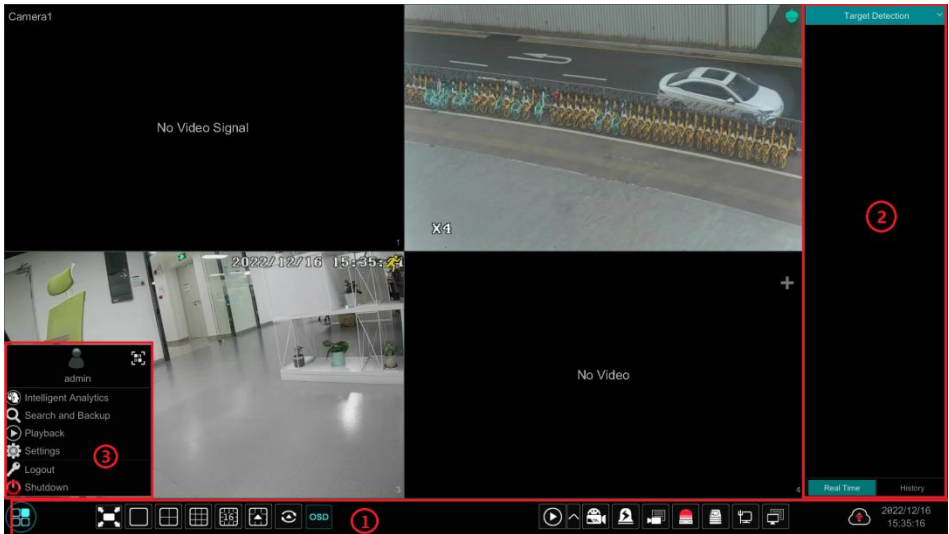 Camera1
No Video Signal
1
X4
Target Detection
2
2022/12/16 15:35:
3
No Video
4
admin
Intelligent Analytics
Search and Backup
Playback
Settings
3
Logout
Shutdown
Real Time
History
16
OSD
1
2022/12/16
15:35:16